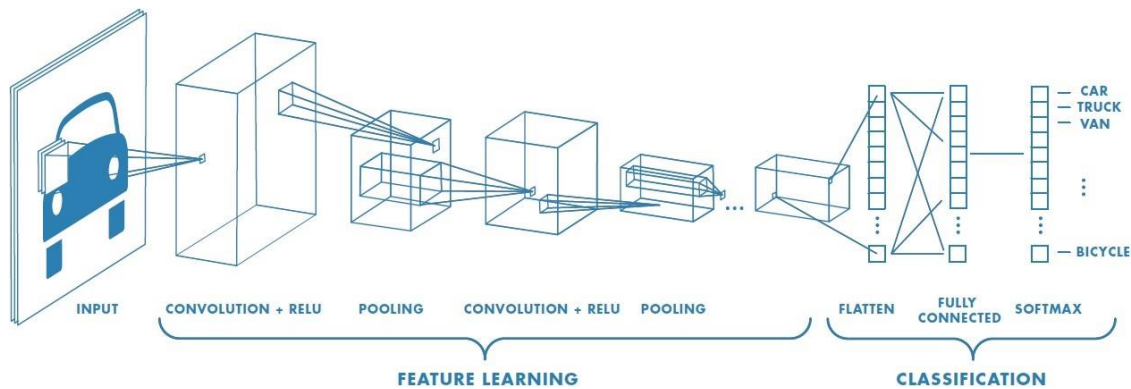 CAR
TRUCK
VAN
BICYCLE
INPUT
CONVOLUTION + RELU
POOLING
CONVOLUTION + RELU
POOLING
FLATTEN
FULLY
CONNECTED
SOFTMAX
FEATURE LEARNING
CLASSIFICATION